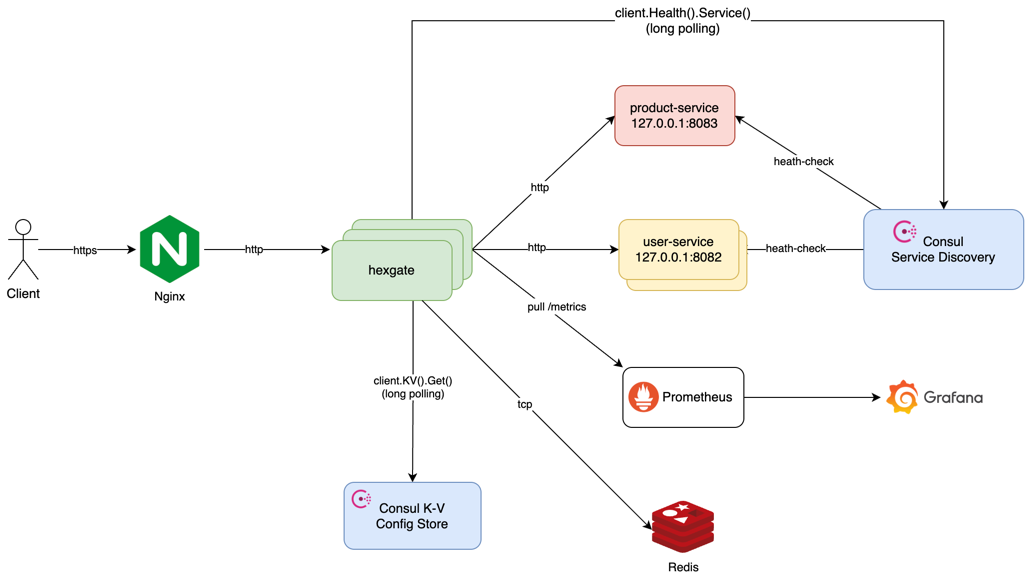 client.Health().Service()
(long polling)
product-service
127.0.0.1:8083
heath-check
http
Client
https
N
Nginx
http
hexgate
http
user-service
127.0.0.1:8082
heath-check
Consul
Service Discovery
pull /metrics
Prometheus
Grafana
client.KV().Get()
(long polling)
tcp
Consul K-V
Config Store
Redis